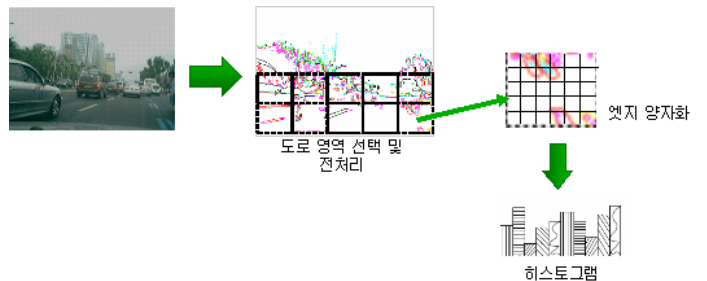 도로 영역 선택 및
전처리
엣지 양자화
히스토그램